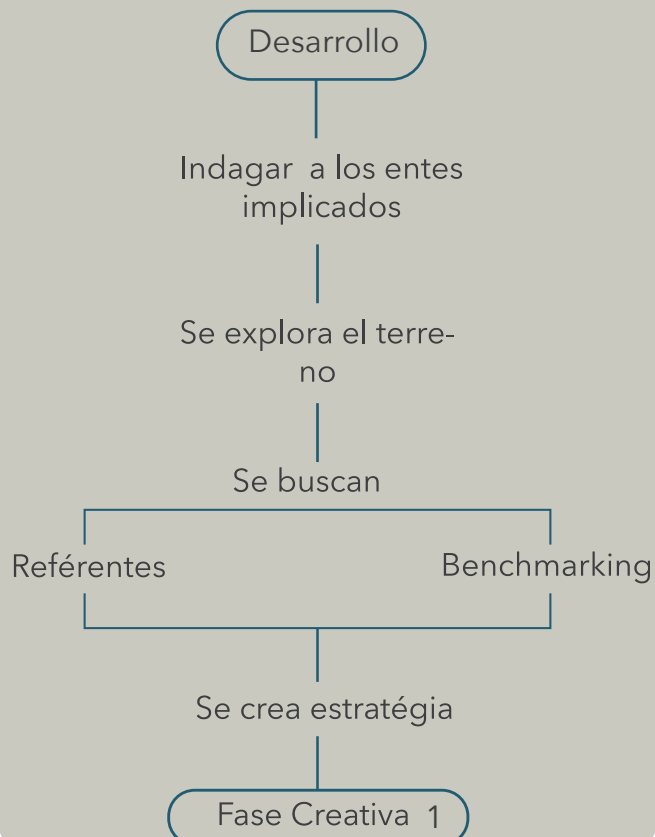 Desarrollo
Indagar a los entes
implicados
Se explora el terre-
no
Se buscan
Reférentes
Benchmarking
Se crea estratégia
Fase Creativa 1